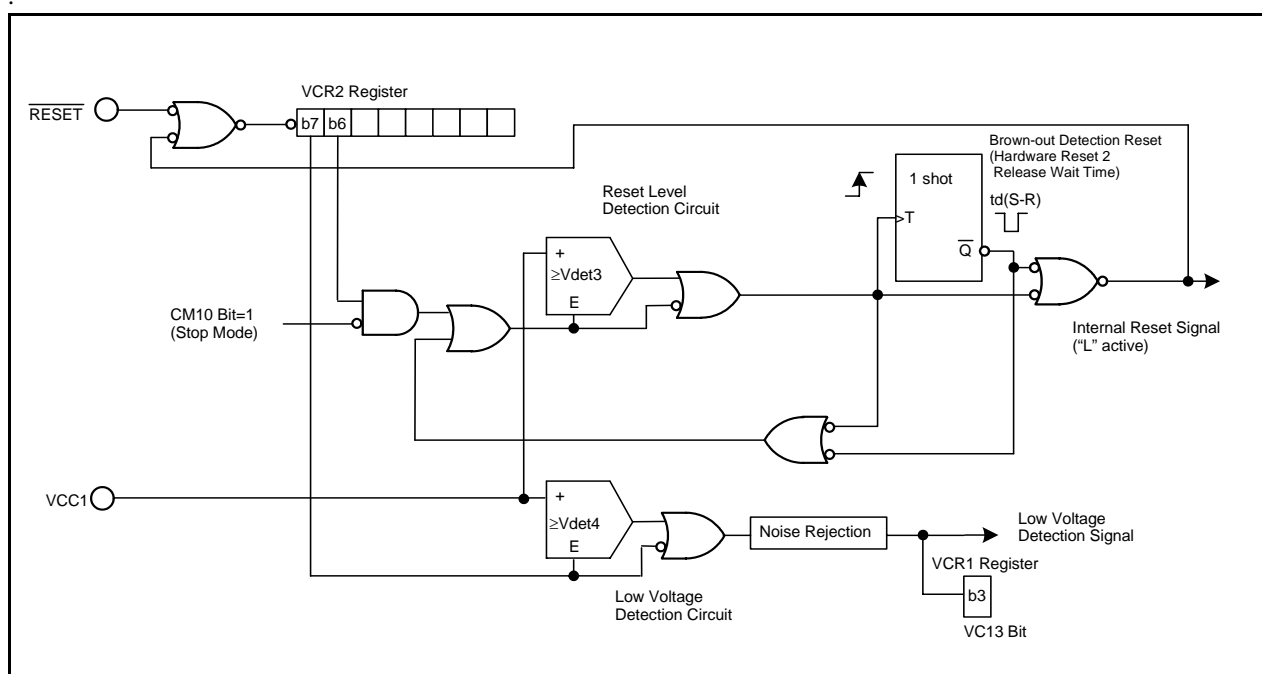 .
RESET
VCR2 Register
b7 b6
Brown-out Detection Reset
(Hardware Reset 2
Release Wait Time)
1 shot
td(S-R)
T
Q
Reset Level
Detection Circuit
+
≥Vdet3
E
CM10 Bit=1
(Stop Mode)
Internal Reset Signal
("L" active)
VCC1
+
≥Vdet4
E
Noise Rejection
Low Voltage
Detection Signal
VCR1 Register
b3
VC13 Bit
Low Voltage
Detection Circuit